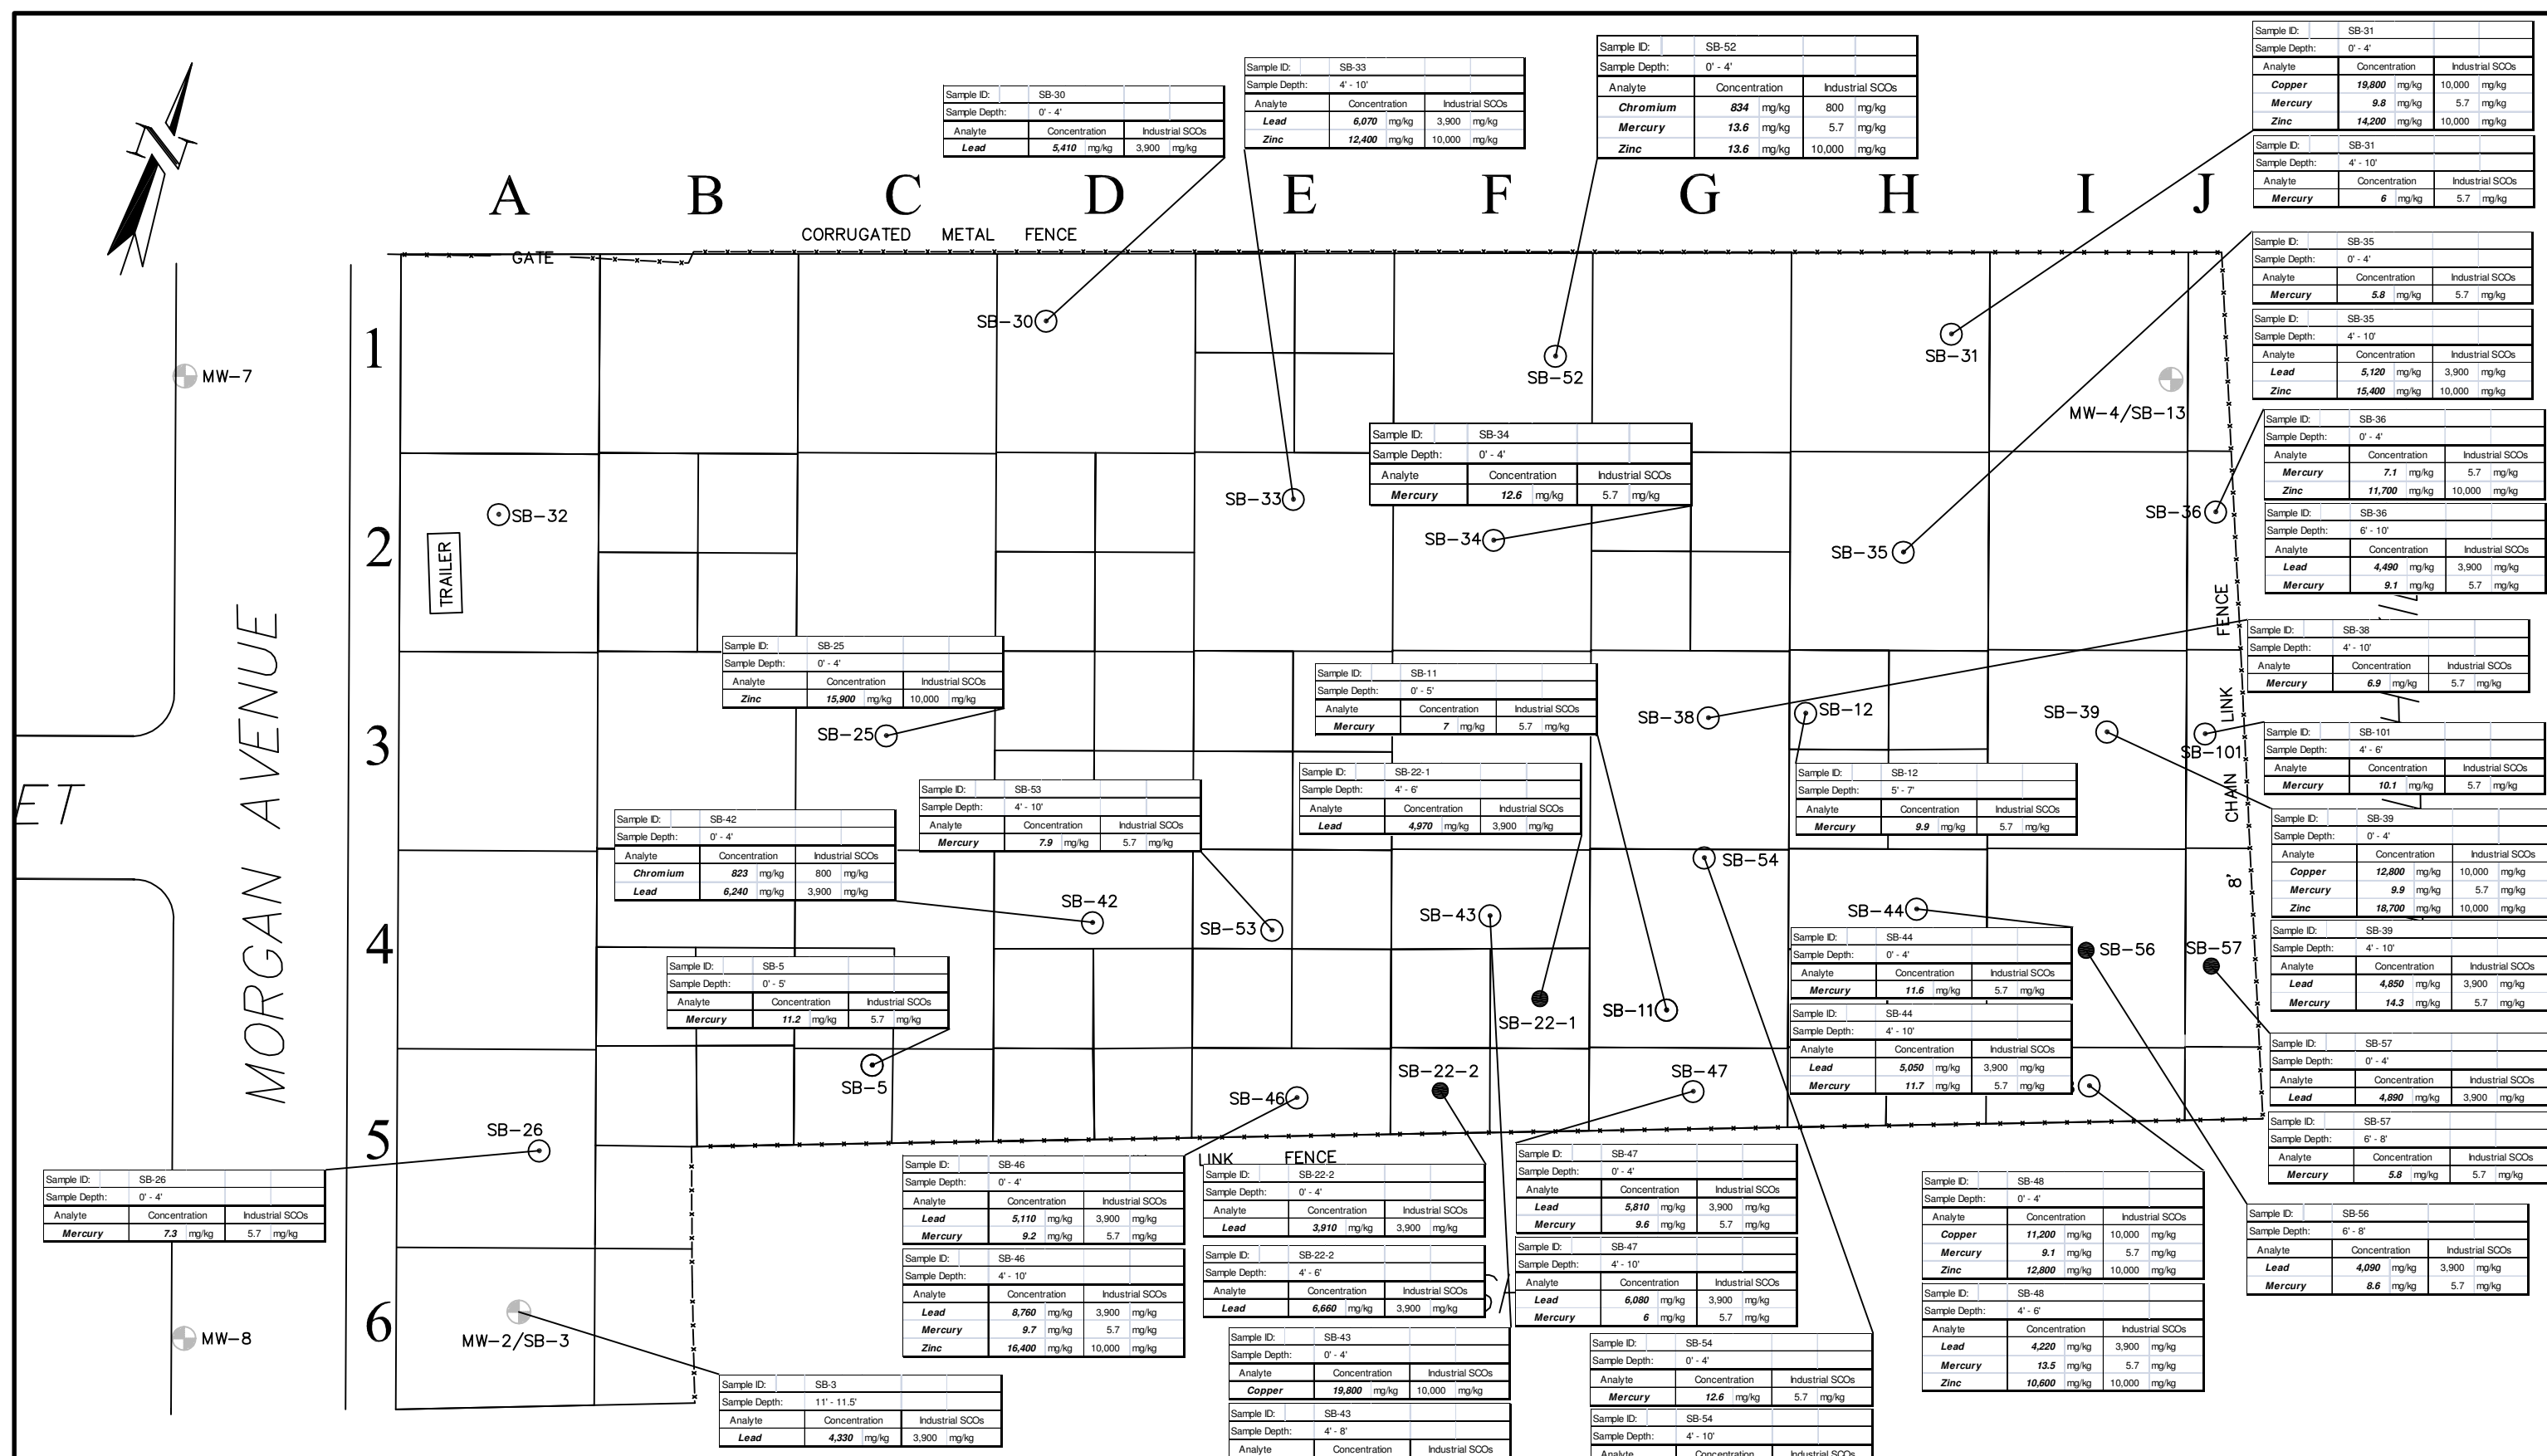 Sample ID: SB-30
Sample Depth: 0' - 4'
Analyte Concentration Industrial SCOs
Lead 5,410 mg/kg 3,900 mg/kg
Sample ID: SB-33
Sample Depth: 4' - 10'
Analyte Concentration Industrial SCOs
Lead 6,070 mg/kg 3,900 mg/kg
Zinc 12,400 mg/kg 10,000 mg/kg
Sample ID: SB-52
Sample Depth: 0' - 4'
Analyte Concentration Industrial SCOs
Chromium 834 mg/kg 800 mg/kg
Mercury 13.6 mg/kg 5.7 mg/kg
Zinc 13.6 mg/kg 10,000 mg/kg
Sample ID: SB-31
Sample Depth: 0' - 4'
Analyte Concentration Industrial SCOs
Copper 19,800 mg/kg 10,000 mg/kg
Mercury 9.8 mg/kg 5.7 mg/kg
Zinc 14,200 mg/kg 10,000 mg/kg
Sample ID: SB-31
Sample Depth: 4' - 10'
Analyte Concentration Industrial SCOs
Mercury 6 mg/kg 5.7 mg/kg
N
A B C D E F G H I J
CORRUGATED METAL FENCE
GATE
Sample ID: SB-35
Sample Depth: 0' - 4'
Analyte Concentration Industrial SCOs
Mercury 5.8 mg/kg 5.7 mg/kg
Sample ID: SB-35
Sample Depth: 4' - 10'
Analyte Concentration Industrial SCOs
Lead 5,120 mg/kg 3,900 mg/kg
Zinc 15,400 mg/kg 10,000 mg/kg
1
SB-30
SB-52
SB-31
MW-7
MW-4/SB-13
Sample ID: SB-34
Sample Depth: 0' - 4'
Analyte Concentration Industrial SCOs
Mercury 12.6 mg/kg 5.7 mg/kg
Sample ID: SB-36
Sample Depth: 0' - 4'
Analyte Concentration Industrial SCOs
Mercury 7.1 mg/kg 5.7 mg/kg
Zinc 11,700 mg/kg 10,000 mg/kg
Sample ID: SB-36
Sample Depth: 6' - 10'
Analyte Concentration Industrial SCOs
Lead 4,490 mg/kg 3,900 mg/kg
Mercury 9.1 mg/kg 5.7 mg/kg
2
SB-32
SB-33
SB-34
SB-35
SB-36
TRAILER
MORGAN AVENUE
ET
8' CHAIN LINK FENCE
Sample ID: SB-25
Sample Depth: 0' - 4'
Analyte Concentration Industrial SCOs
Zinc 15,900 mg/kg 10,000 mg/kg
Sample ID: SB-11
Sample Depth: 0' - 5'
Analyte Concentration Industrial SCOs
Mercury 7 mg/kg 5.7 mg/kg
Sample ID: SB-38
Sample Depth: 4' - 10'
Analyte Concentration Industrial SCOs
Mercury 6.9 mg/kg 5.7 mg/kg
3
SB-25
SB-38
SB-12
SB-39
SB-101
Sample ID: SB-101
Sample Depth: 4' - 6'
Analyte Concentration Industrial SCOs
Mercury 10.1 mg/kg 5.7 mg/kg
Sample ID: SB-53
Sample Depth: 4' - 10'
Analyte Concentration Industrial SCOs
Mercury 7.9 mg/kg 5.7 mg/kg
Sample ID: SB-22-1
Sample Depth: 4' - 6'
Analyte Concentration Industrial SCOs
Lead 4,970 mg/kg 3,900 mg/kg
Sample ID: SB-12
Sample Depth: 5' - 7'
Analyte Concentration Industrial SCOs
Mercury 9.9 mg/kg 5.7 mg/kg
Sample ID: SB-42
Sample Depth: 0' - 4'
Analyte Concentration Industrial SCOs
Chromium 823 mg/kg 800 mg/kg
Lead 6,240 mg/kg 3,900 mg/kg
Sample ID: SB-39
Sample Depth: 0' - 4'
Analyte Concentration Industrial SCOs
Copper 12,800 mg/kg 10,000 mg/kg
Mercury 9.9 mg/kg 5.7 mg/kg
Zinc 18,700 mg/kg 10,000 mg/kg
Sample ID: SB-39
Sample Depth: 4' - 10'
Analyte Concentration Industrial SCOs
Lead 4,850 mg/kg 3,900 mg/kg
Mercury 14.3 mg/kg 5.7 mg/kg
4
SB-42
SB-53
SB-43
SB-54
SB-44
SB-56
SB-57
SB-22-1
SB-11
Sample ID: SB-5
Sample Depth: 0' - 5'
Analyte Concentration Industrial SCOs
Mercury 11.2 mg/kg 5.7 mg/kg
Sample ID: SB-44
Sample Depth: 0' - 4'
Analyte Concentration Industrial SCOs
Mercury 11.6 mg/kg 5.7 mg/kg
Sample ID: SB-44
Sample Depth: 4' - 10'
Analyte Concentration Industrial SCOs
Lead 5,050 mg/kg 3,900 mg/kg
Mercury 11.7 mg/kg 5.7 mg/kg
Sample ID: SB-57
Sample Depth: 0' - 4'
Analyte Concentration Industrial SCOs
Lead 4,890 mg/kg 3,900 mg/kg
Sample ID: SB-57
Sample Depth: 6' - 8'
Analyte Concentration Industrial SCOs
Mercury 5.8 mg/kg 5.7 mg/kg
5
SB-5
SB-46
SB-22-2
SB-47
SB-26
LINK FENCE
Sample ID: SB-26
Sample Depth: 0' - 4'
Analyte Concentration Industrial SCOs
Mercury 7.3 mg/kg 5.7 mg/kg
Sample ID: SB-46
Sample Depth: 0' - 4'
Analyte Concentration Industrial SCOs
Lead 5,110 mg/kg 3,900 mg/kg
Mercury 9.2 mg/kg 5.7 mg/kg
Sample ID: SB-46
Sample Depth: 4' - 10'
Analyte Concentration Industrial SCOs
Lead 8,760 mg/kg 3,900 mg/kg
Mercury 9.7 mg/kg 5.7 mg/kg
Zinc 16,400 mg/kg 10,000 mg/kg
Sample ID: SB-22-2
Sample Depth: 0' - 4'
Analyte Concentration Industrial SCOs
Lead 3,910 mg/kg 3,900 mg/kg
Sample ID: SB-22-2
Sample Depth: 4' - 6'
Analyte Concentration Industrial SCOs
Lead 6,660 mg/kg 3,900 mg/kg
Sample ID: SB-47
Sample Depth: 0' - 4'
Analyte Concentration Industrial SCOs
Lead 5,810 mg/kg 3,900 mg/kg
Mercury 9.6 mg/kg 5.7 mg/kg
Sample ID: SB-47
Sample Depth: 4' - 10'
Analyte Concentration Industrial SCOs
Lead 6,080 mg/kg 3,900 mg/kg
Mercury 6 mg/kg 5.7 mg/kg
Sample ID: SB-48
Sample Depth: 0' - 4'
Analyte Concentration Industrial SCOs
Copper 11,200 mg/kg 10,000 mg/kg
Mercury 9.1 mg/kg 5.7 mg/kg
Zinc 12,800 mg/kg 10,000 mg/kg
Sample ID: SB-48
Sample Depth: 4' - 6'
Analyte Concentration Industrial SCOs
Lead 4,220 mg/kg 3,900 mg/kg
Mercury 13.5 mg/kg 5.7 mg/kg
Zinc 10,600 mg/kg 10,000 mg/kg
Sample ID: SB-56
Sample Depth: 6' - 8'
Analyte Concentration Industrial SCOs
Lead 4,090 mg/kg 3,900 mg/kg
Mercury 8.6 mg/kg 5.7 mg/kg
6
MW-8
MW-2/SB-3
Sample ID: SB-3
Sample Depth: 11' - 11.5'
Analyte Concentration Industrial SCOs
Lead 4,330 mg/kg 3,900 mg/kg
Sample ID: SB-43
Sample Depth: 0' - 4'
Analyte Concentration Industrial SCOs
Copper 19,800 mg/kg 10,000 mg/kg
Sample ID: SB-43
Sample Depth: 4' - 8'
Analyte Concentration Industrial SCOs
Sample ID: SB-54
Sample Depth: 0' - 4'
Analyte Concentration Industrial SCOs
Mercury 12.6 mg/kg 5.7 mg/kg
Sample ID: SB-54
Sample Depth: 4' - 10'
Analyte Concentration Industrial SCOs